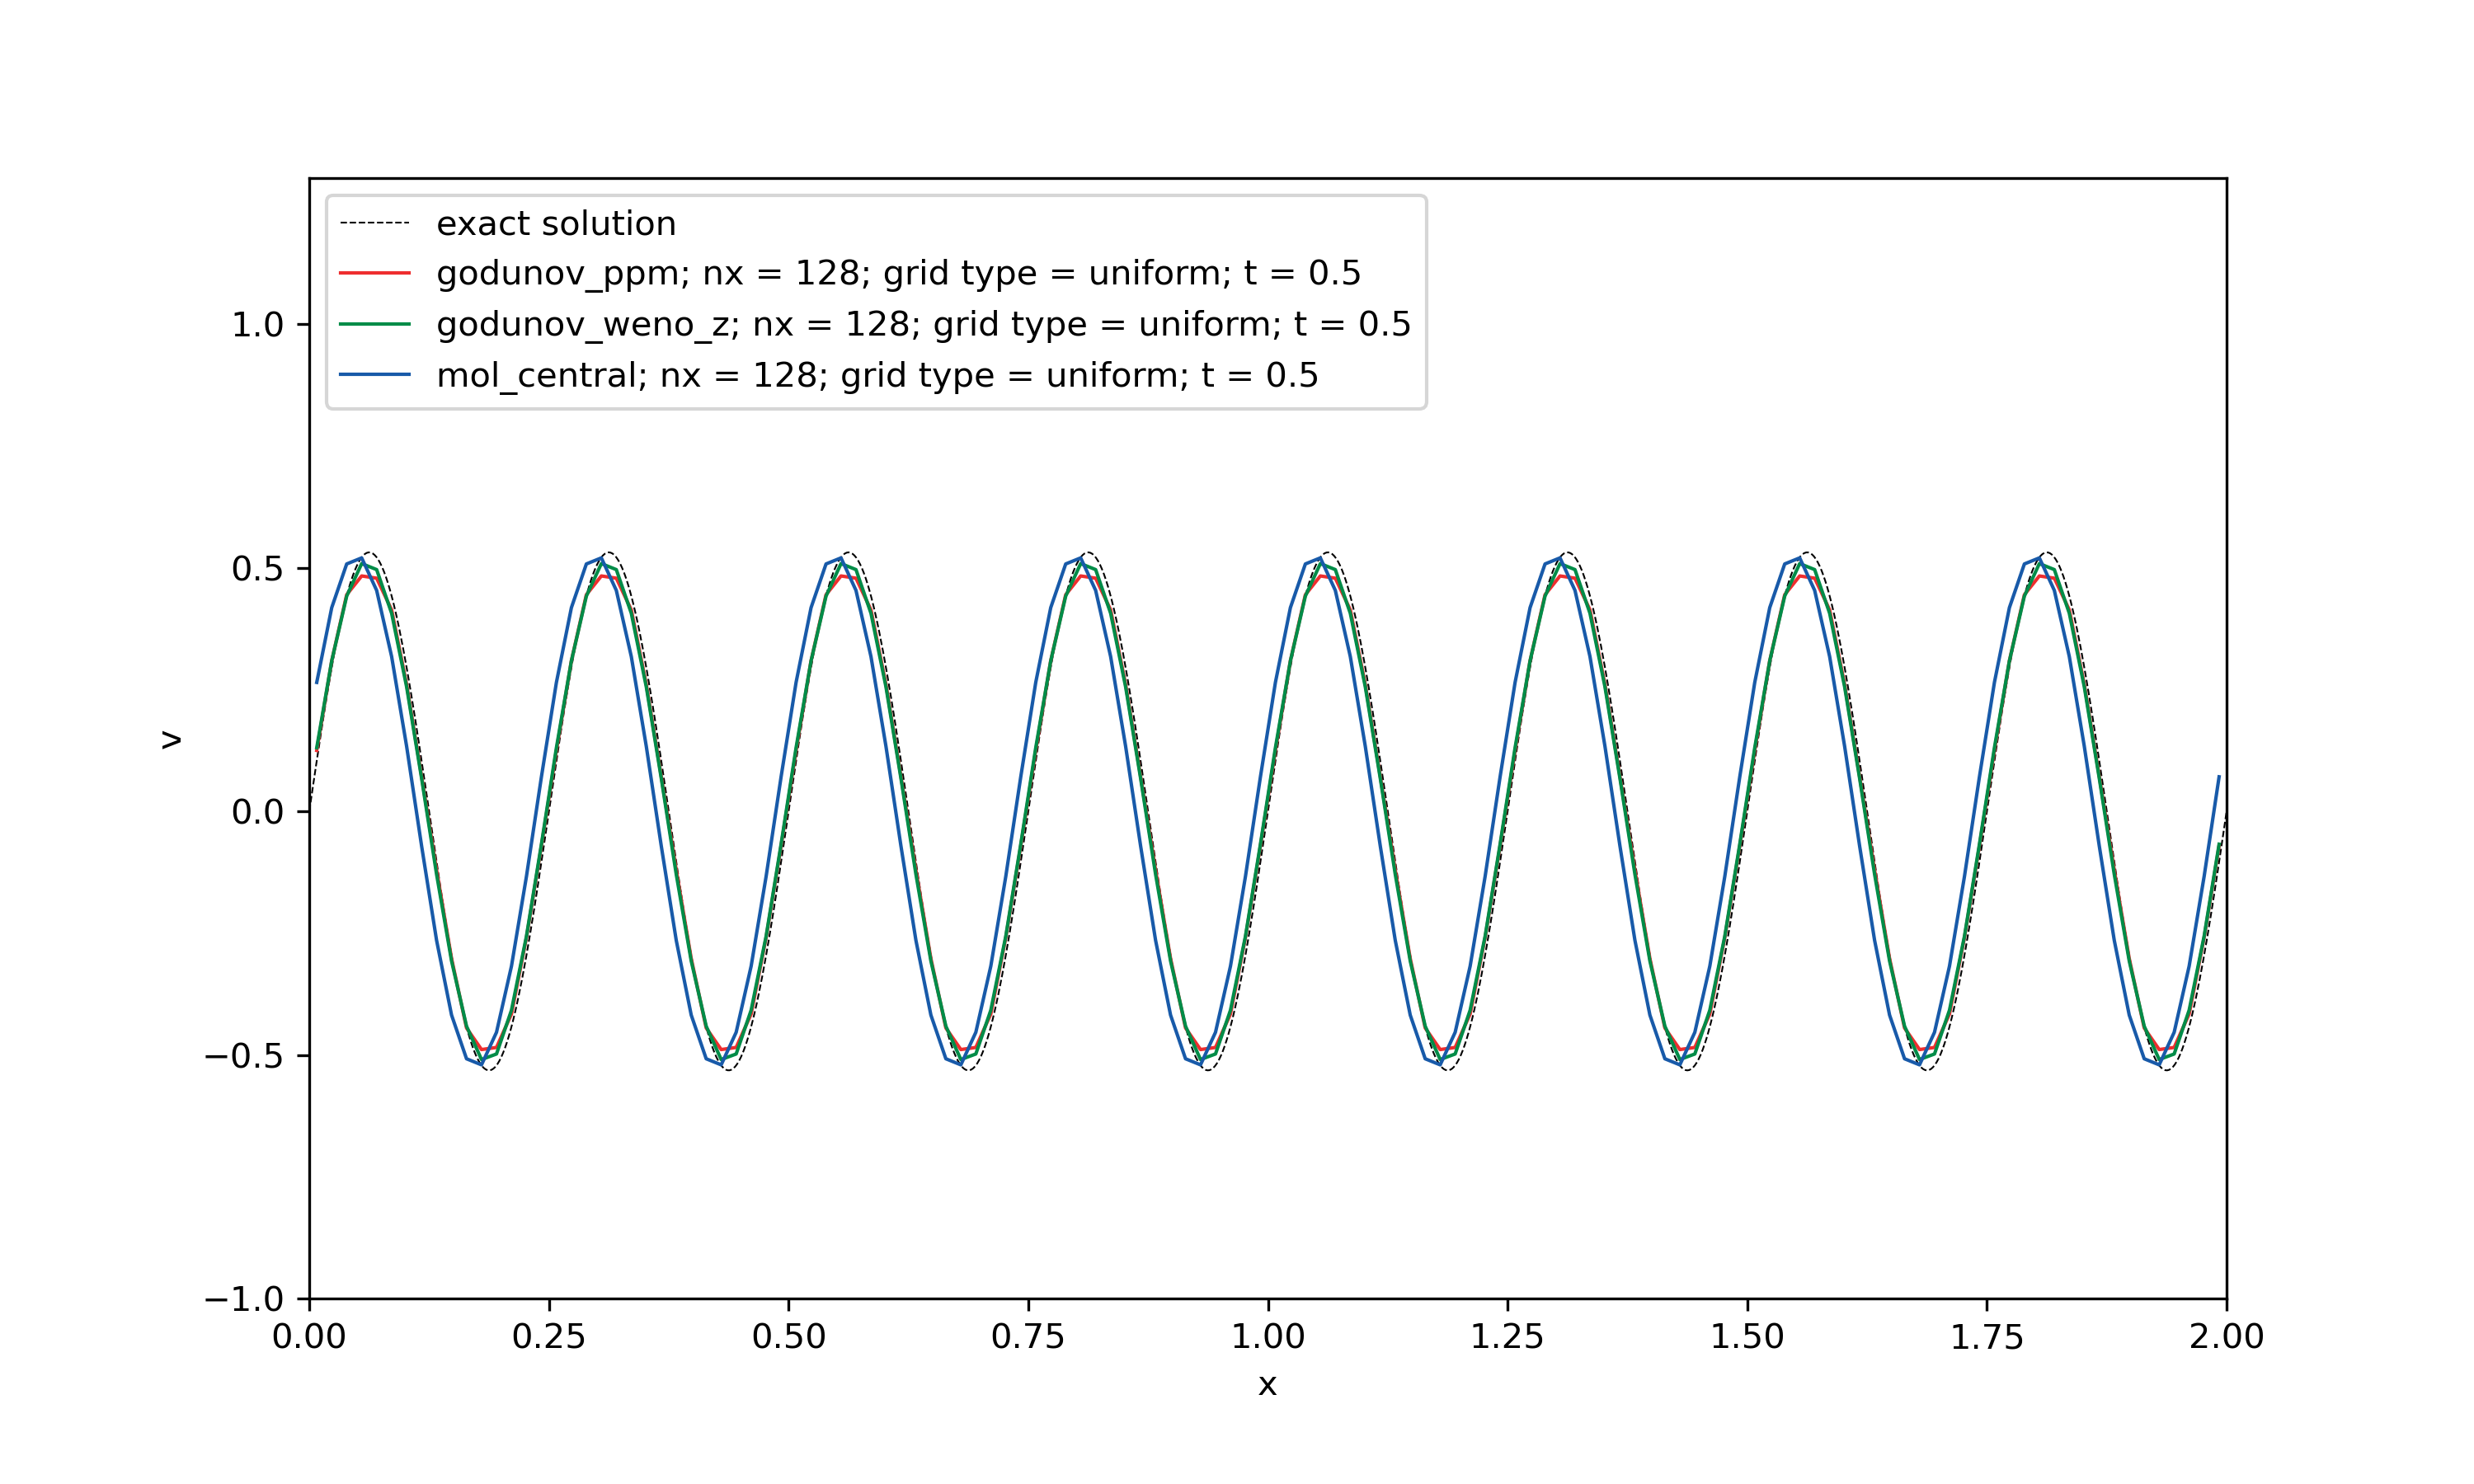 exact solution
godunov_ppm; nx = 128; grid type = uniform; t = 0.5
godunov_weno_z; nx = 128; grid type = uniform; t = 0.5
mol_central; nx = 128; grid type = uniform; t = 0.5
1.0
0.5
0.0
−0.5
−1.0
v
0.00 0.25 0.50 0.75 1.00 1.25 1.50 1.75 2.00
x